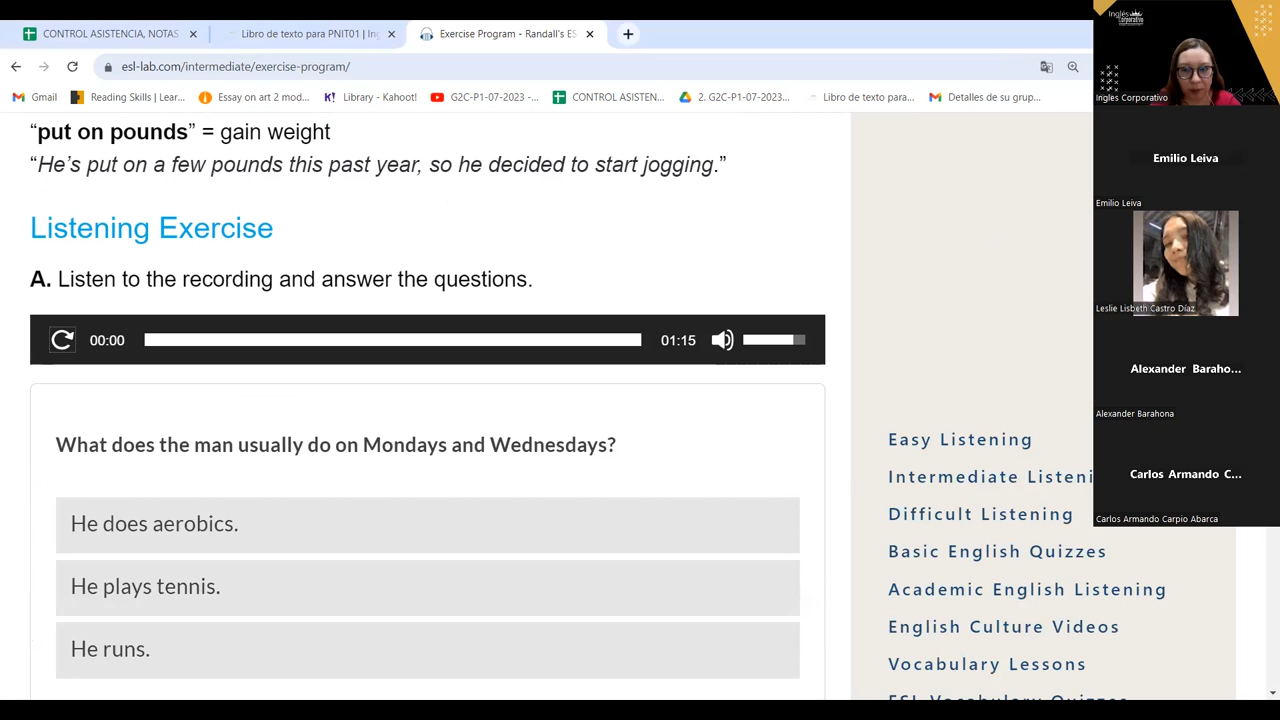 CONTROL ASISTENCIA, NOTAS
Libro de texto para PNIT01 | Ing
Exercise Program - Randall's ES
esl-lab.com/intermediate/exercise-program/
Gmail
Reading Skills | Lear...
Essay on art 2 mod...
Library - Kahoot!
G2C-P1-07-2023 -...
CONTROL ASISTEN...
2. G2C-P1-07-2023...
Libro de texto para...
Detalles de su grup...
“put on pounds” = gain weight
“He’s put on a few pounds this past year, so he decided to start jogging.”
Listening Exercise
A. Listen to the recording and answer the questions.
00:00
01:15
What does the man usually do on Mondays and Wednesdays?
He does aerobics.
He plays tennis.
He runs.
Easy Listening
Intermediate Listeni
Difficult Listening
Basic English Quizzes
Academic English Listening
English Culture Videos
Vocabulary Lessons
ESL Vocabulary Quizzes
Inglés
Corporativo
Ingles Corporativo
Emilio Leiva
Emilio Leiva
Leslie Lisbeth Castro Díaz
Alexander Baraho...
Alexander Barahona
Carlos Armando C...
Carlos Armando Carpio Abarca